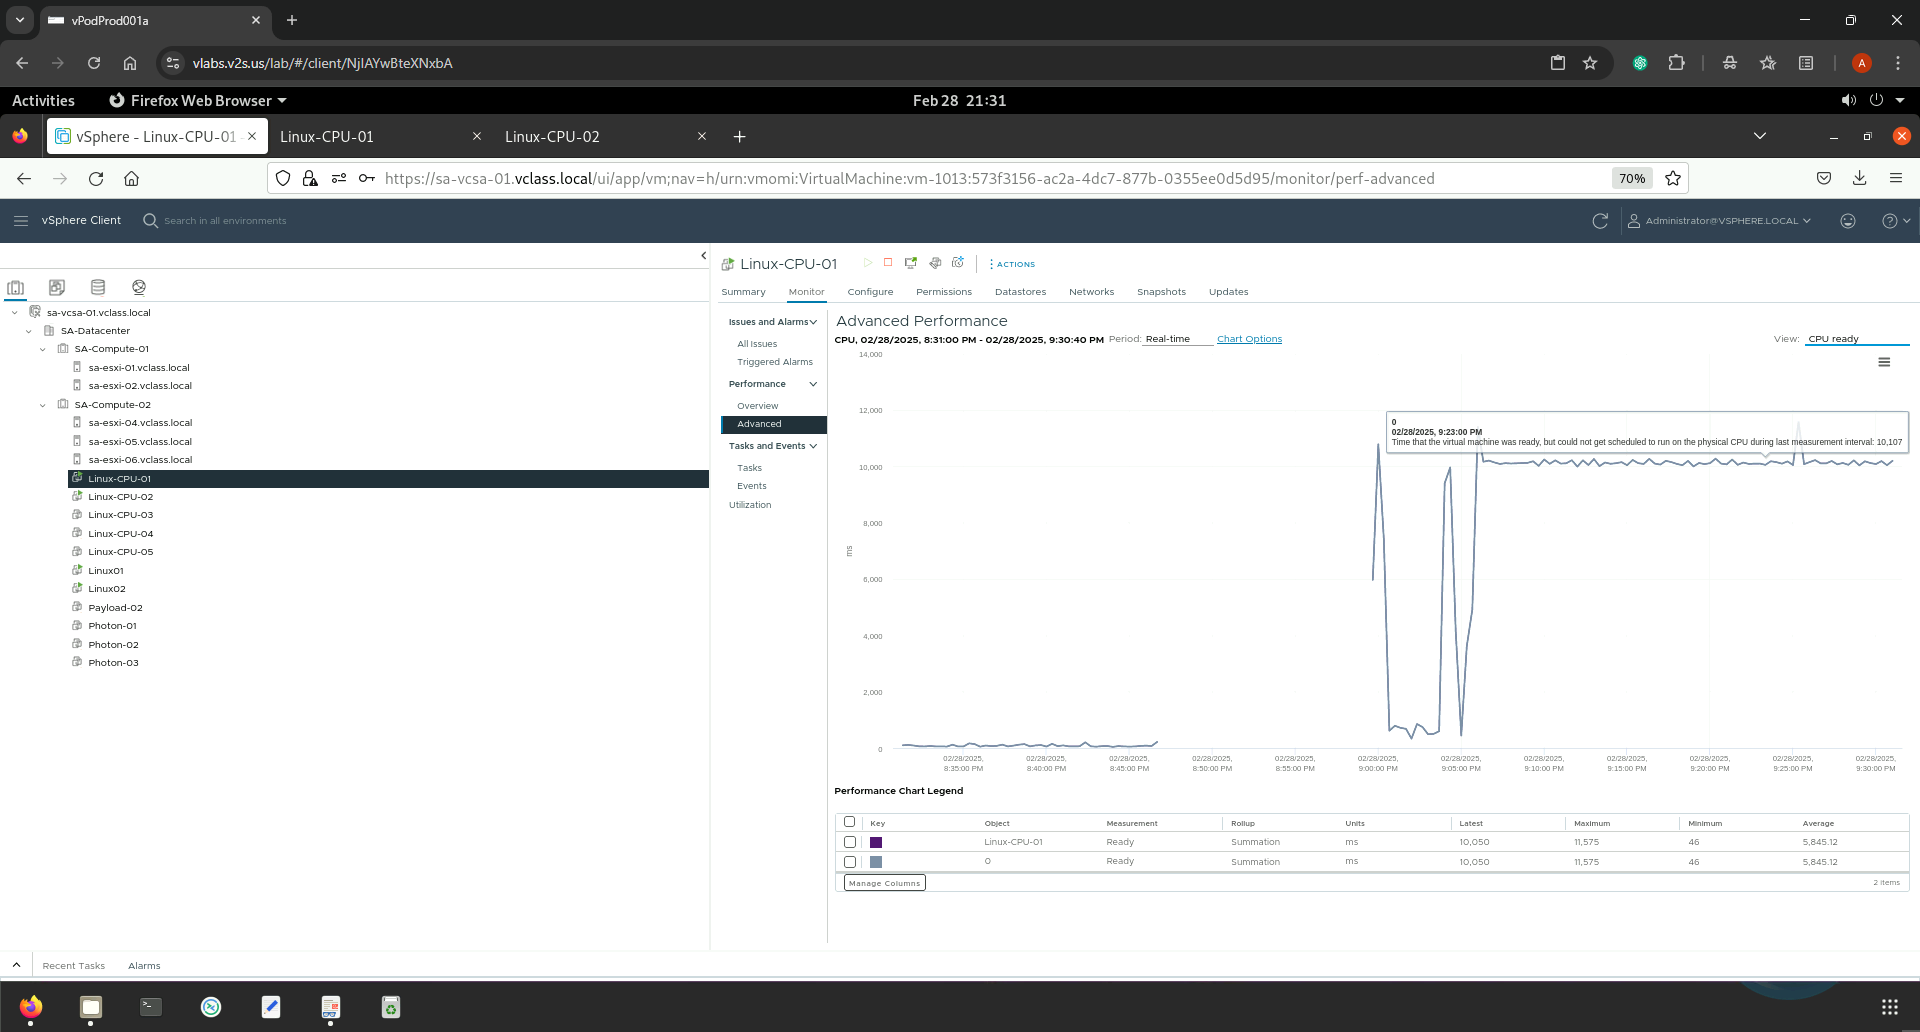 vPodProd001a
vlabs.v2s.us/lab/#/client/NjlAYwBteXNxbA
A
Activities
Firefox Web Browser
Feb 28 21:31
vSphere - Linux-CPU-01 -
Linux-CPU-01
Linux-CPU-02
https://sa-vcsa-01.vclass.local/ui/app/vm;nav=h/urn:vmomi:VirtualMachine:vm-1013:573f3156-ac2a-4dc7-877b-0355ee0d5d95/monitor/perf-advanced
70%
vSphere Client
Search in all environments
Administrator@VSPHERE.LOCAL
sa-vcsa-01.vclass.local
SA-Datacenter
SA-Compute-01
sa-esxi-01.vclass.local
sa-esxi-02.vclass.local
SA-Compute-02
sa-esxi-04.vclass.local
sa-esxi-05.vclass.local
sa-esxi-06.vclass.local
Linux-CPU-01
Linux-CPU-02
Linux-CPU-03
Linux-CPU-04
Linux-CPU-05
Linux01
Linux02
Payload-02
Photon-01
Photon-02
Photon-03
Linux-CPU-01
ACTIONS
Summary Monitor Configure Permissions Datastores Networks Snapshots Updates
Issues and Alarms
All Issues
Triggered Alarms
Performance
Overview
Advanced
Tasks and Events
Tasks
Events
Utilization
Advanced Performance
CPU, 02/28/2025, 8:31:00 PM - 02/28/2025, 9:30:40 PM Period: Real-time Chart Options View: CPU ready
14,000
12,000
10,000
8,000
6,000
4,000
2,000
0
ms
0
02/28/2025, 9:23:00 PM
Time that the virtual machine was ready, but could not get scheduled to run on the physical CPU during last measurement interval: 10,107
02/28/2025, 02/28/2025, 02/28/2025, 02/28/2025, 02/28/2025, 02/28/2025, 02/28/2025, 02/28/2025, 02/28/2025, 02/28/2025, 02/28/2025, 02/28/2025,
8:35:00 PM 8:40:00 PM 8:45:00 PM 8:50:00 PM 8:55:00 PM 9:00:00 PM 9:05:00 PM 9:10:00 PM 9:15:00 PM 9:20:00 PM 9:25:00 PM 9:30:00 PM
Performance Chart Legend
Key Object Measurement Rollup Units Latest Maximum Minimum Average
Linux-CPU-01 Ready Summation ms 10,050 11,575 46 5,845.12
0 Ready Summation ms 10,050 11,575 46 5,845.12
Manage Columns
2 items
Recent Tasks Alarms